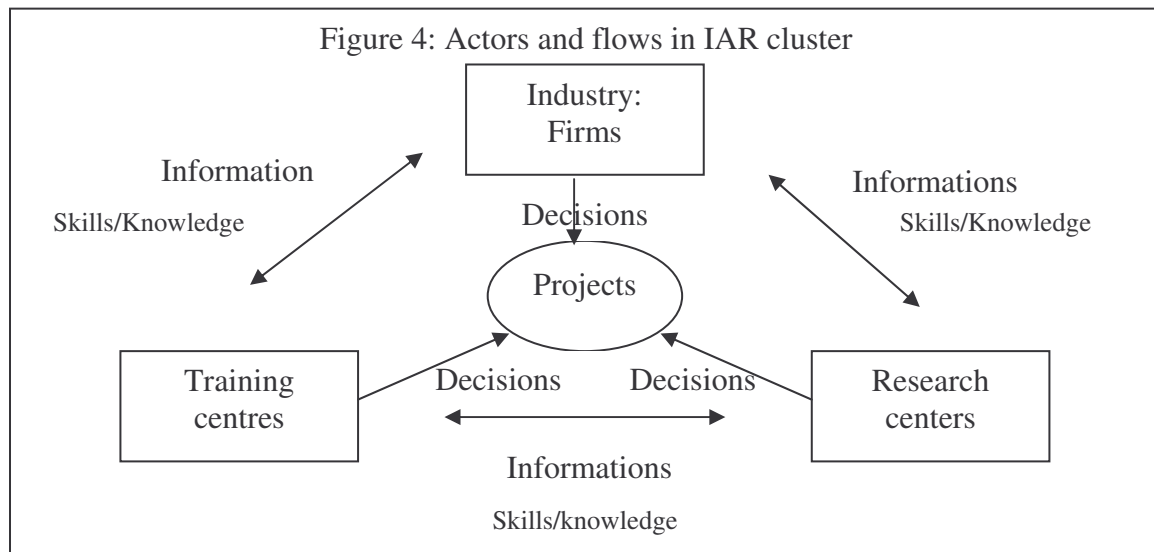 Figure 4: Actors and flows in IAR cluster
Industry:
Firms
Information
Skills/Knowledge
Informations
Skills/Knowledge
Decisions
Projects
Training
centres
Decisions
Decisions
Research
centers
Informations
Skills/knowledge